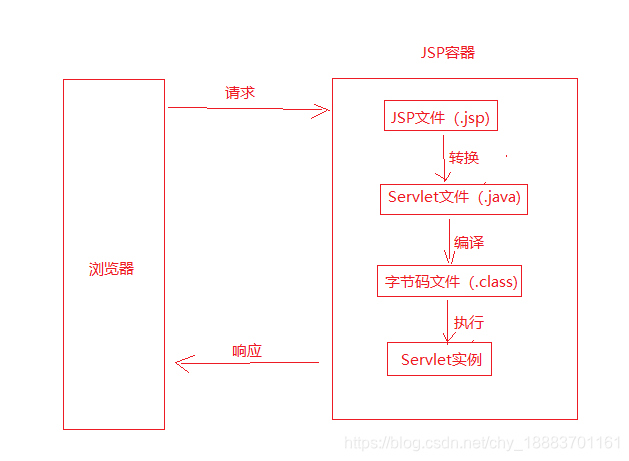 JSP容器
请求
JSP文件（.jsp)
转换
Servlet文件（.java)
编译
浏览器
字节码文件（.class)
执行
响应
Servlet实例
https://blog.csdn.net/chy_18883701161